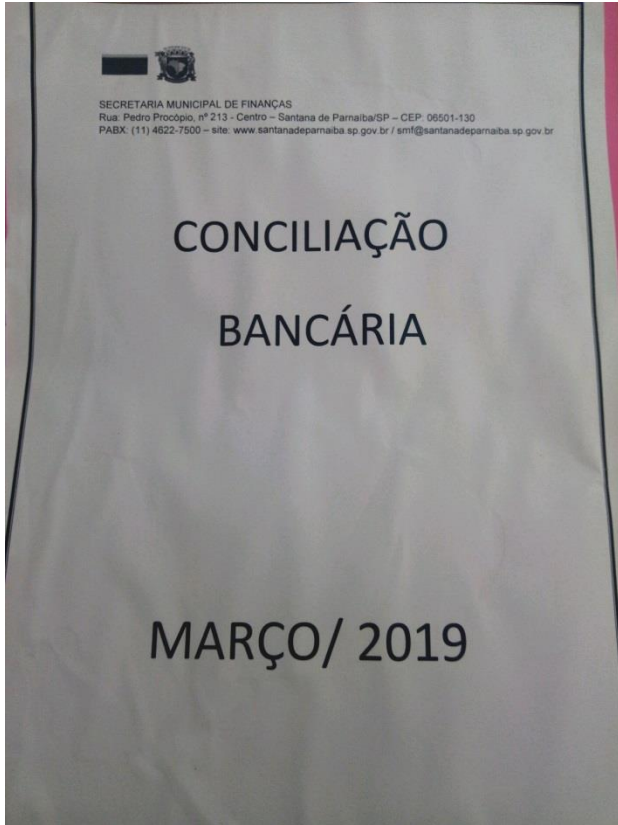 SECRETARIA MUNICIPAL DE FINANÇAS
Rua: Pedro Procópio, nº 213 - Centro – Santana de Parnaíba/SP – CEP: 06501-130
PABX: (11) 4622-7500 – site: www.santanadeparnaiba.sp.gov.br / smf@santanadeparnaiba.sp.gov.br
CONCILIAÇÃO
BANCÁRIA
MARÇO/ 2019